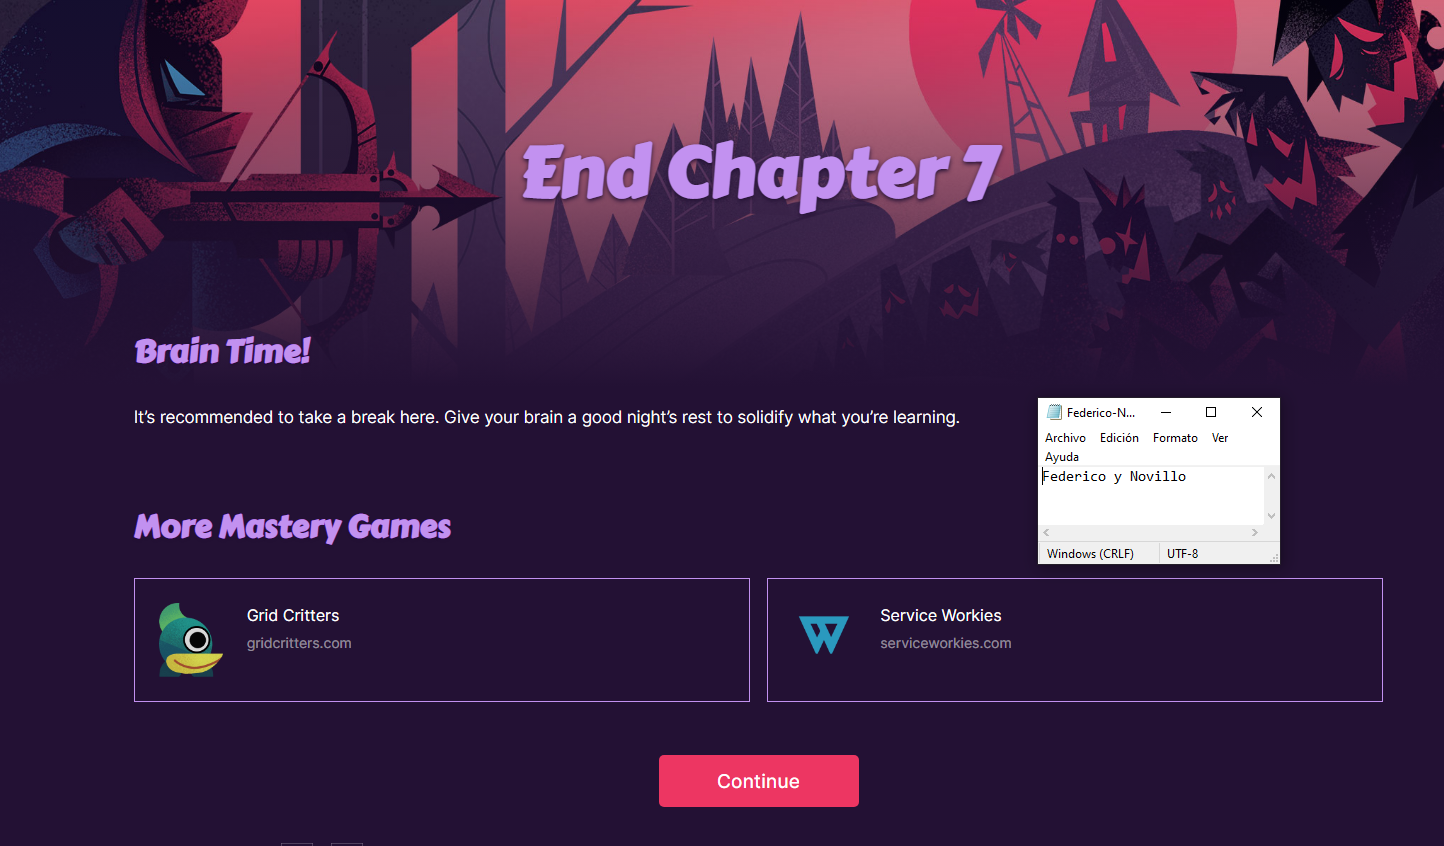 End Chapter 7
Brain Time!
It’s recommended to take a break here. Give your brain a good night’s rest to solidify what you’re learning.
Federico-N...
Archivo Edición Formato Ver
Ayuda
Federico y Novillo
Windows (CRLF) UTF-8
More Mastery Games
Grid Critters
gridcritters.com
Service Workies
serviceworkies.com
Continue